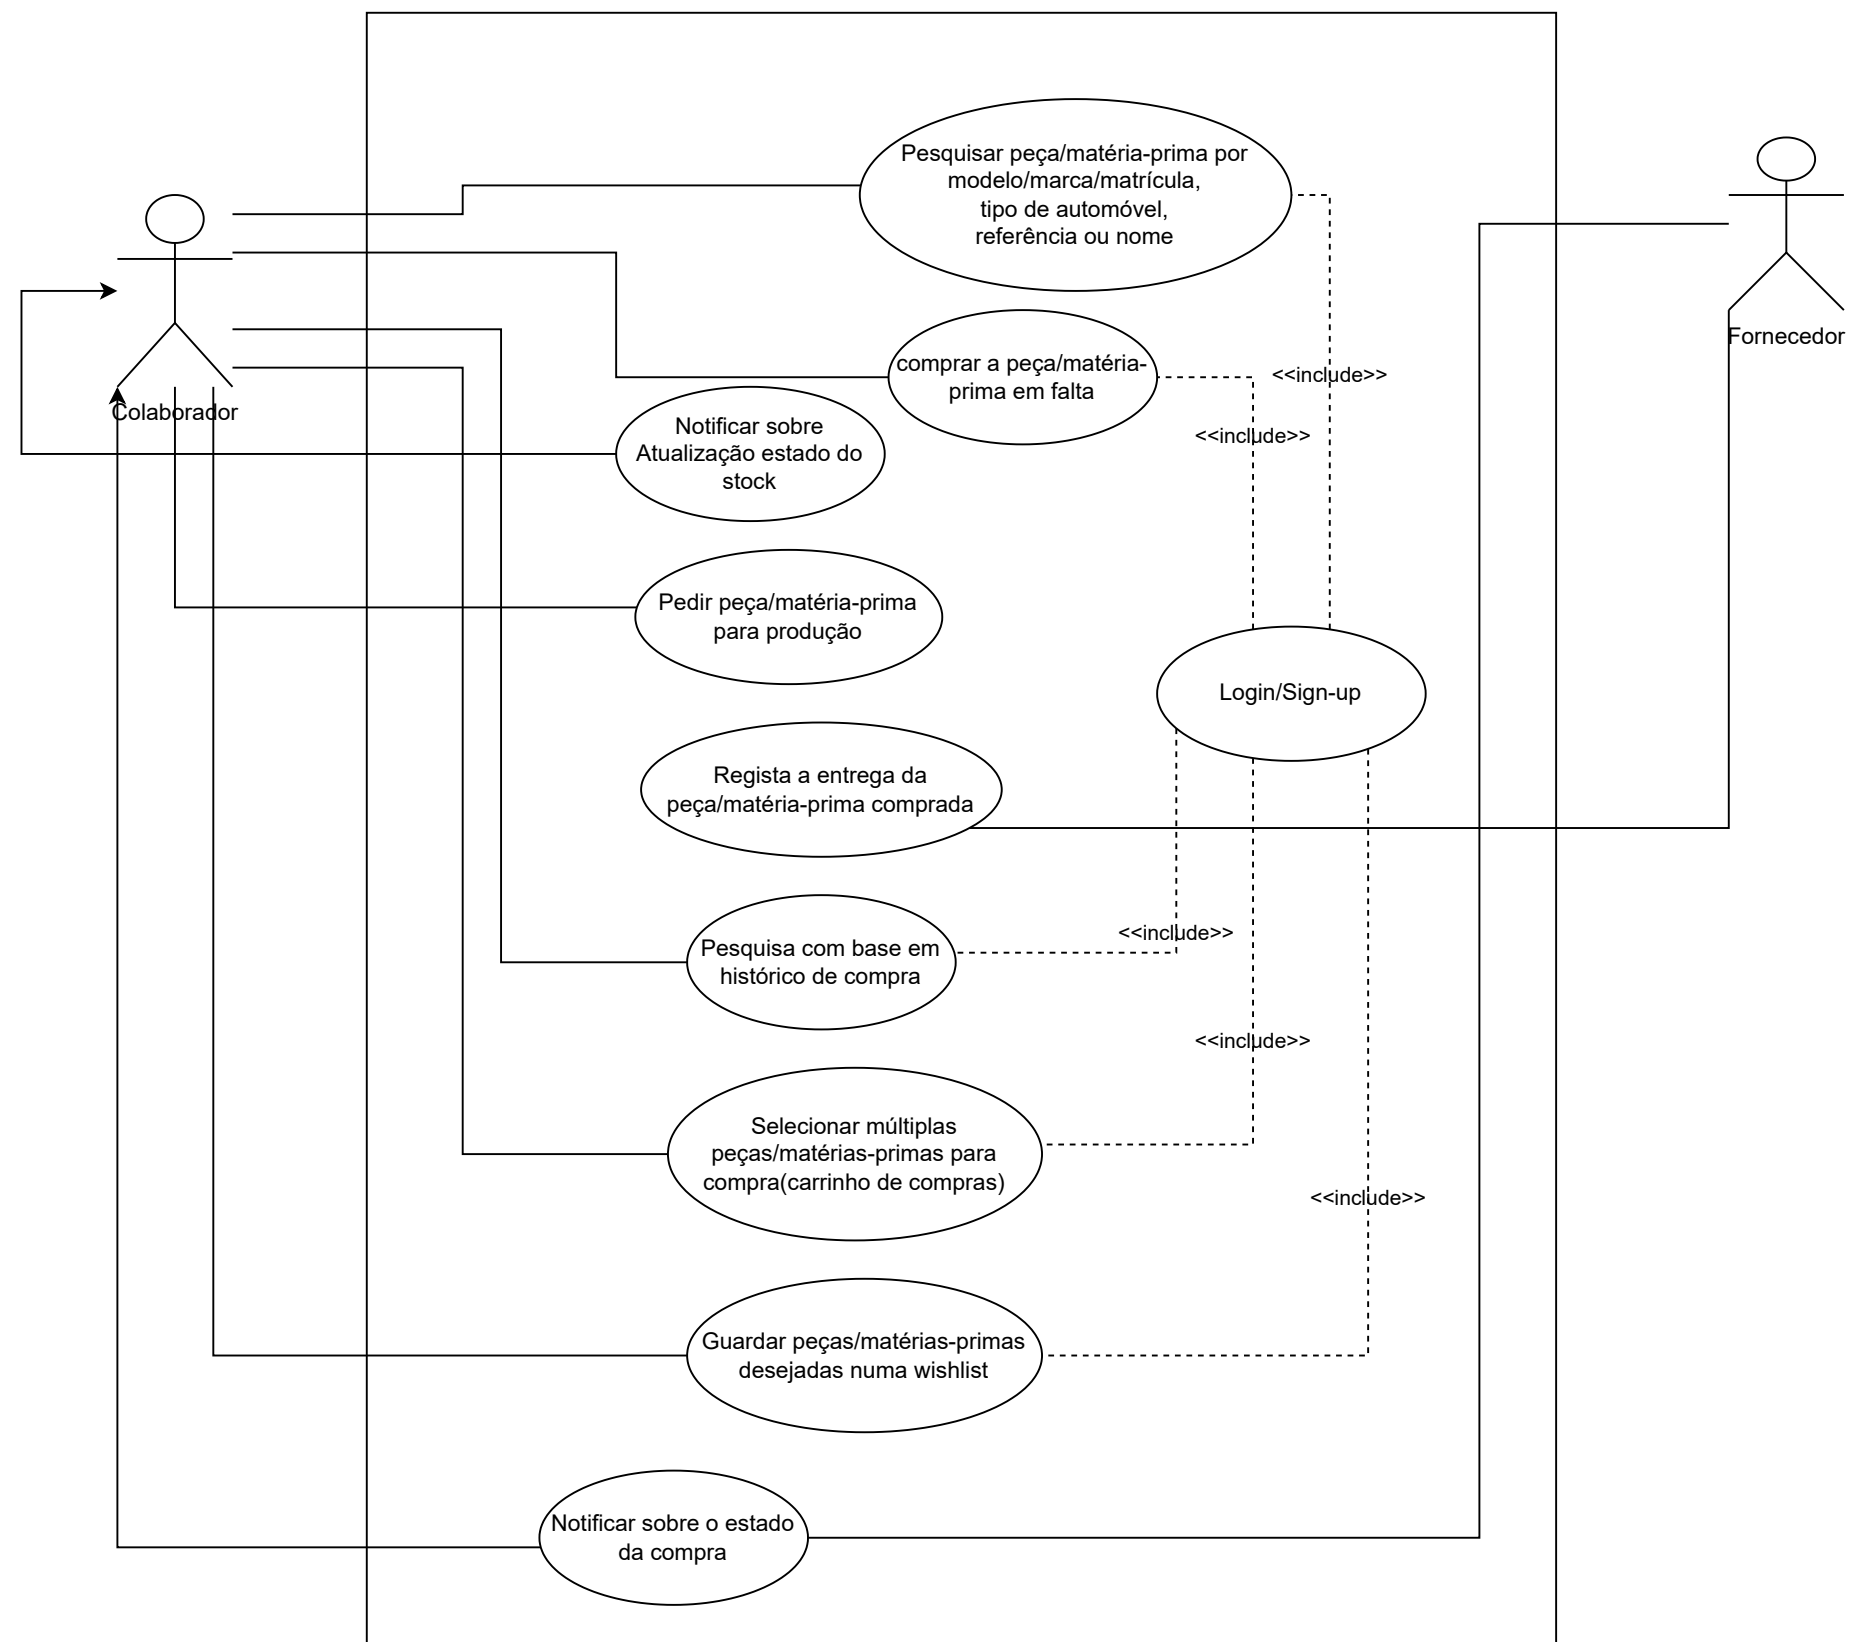 Pesquisar peça/matéria-prima por
modelo/marca/matrícula,
tipo de automóvel,
referência ou nome
Fornecedor
comprar a peça/matéria-
prima em falta
<<include>>
Colaborador
<<include>>
Notificar sobre
Atualização estado do
stock
Pedir peça/matéria-prima
para produção
Login/Sign-up
Regista a entrega da
peça/matéria-prima comprada
<<include>>
Pesquisa com base em
histórico de compra
<<include>>
Selecionar múltiplas
peças/matérias-primas para
compra(carrinho de compras)
<<include>>
Guardar peças/matérias-primas
desejadas numa wishlist
Notificar sobre o estado
da compra